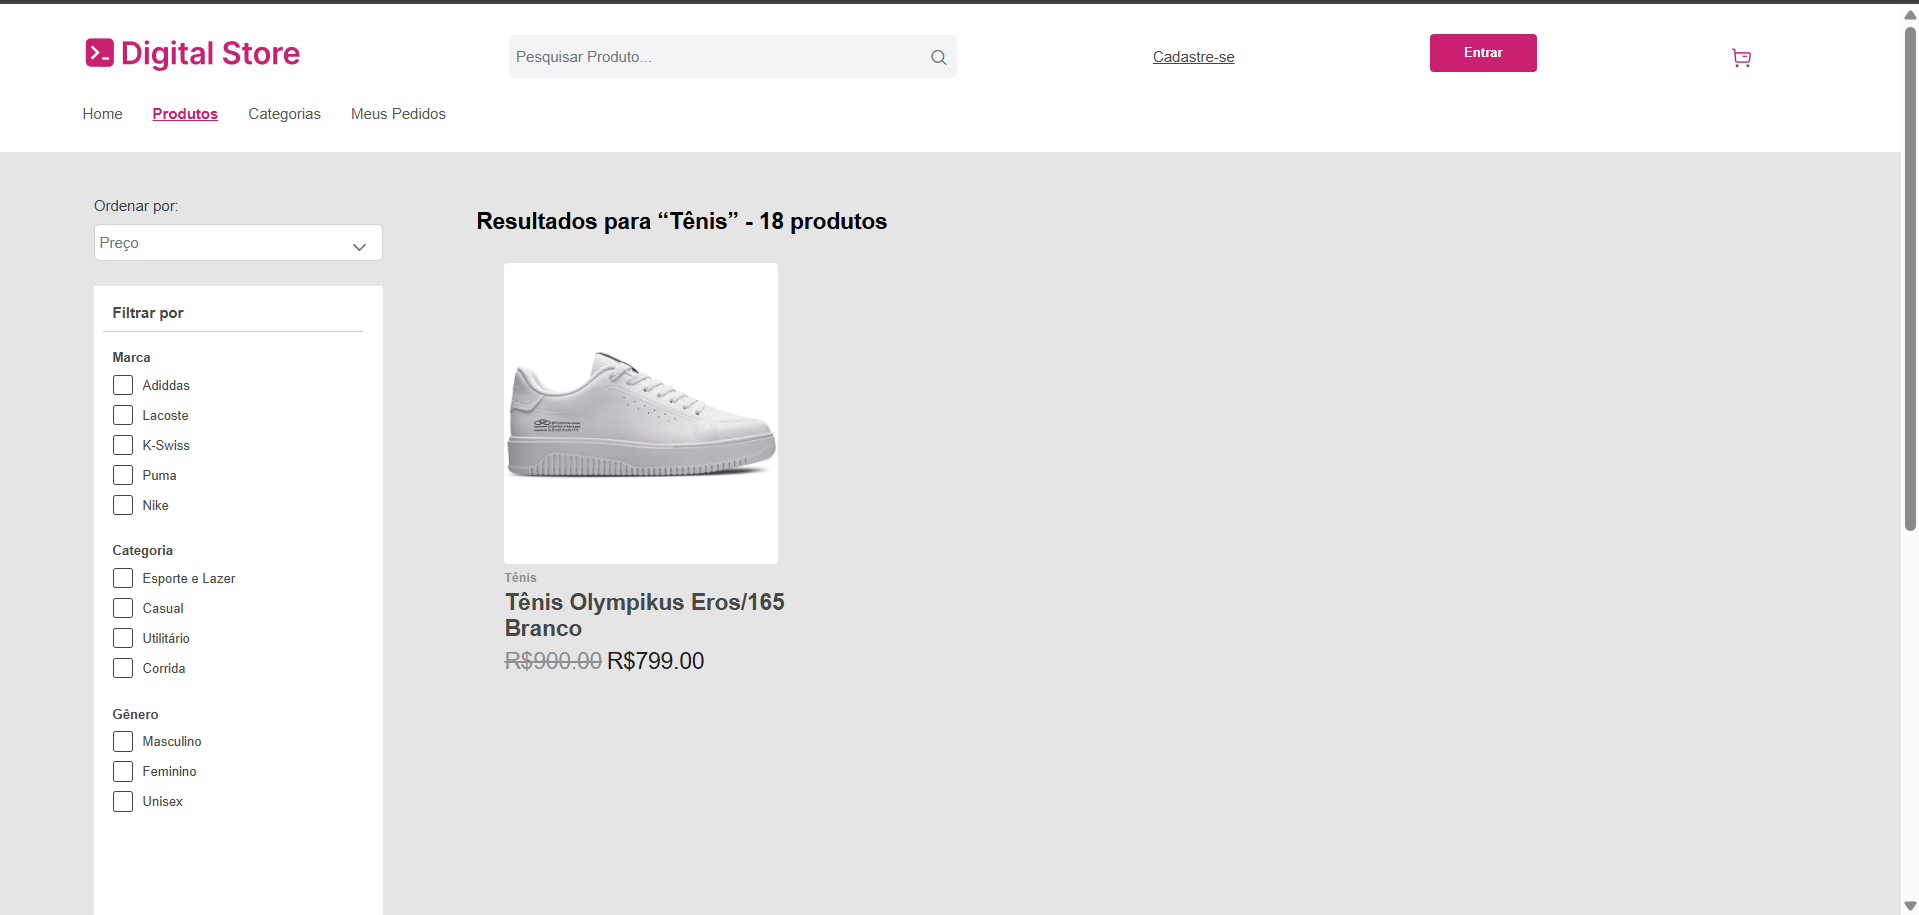 Digital Store
Pesquisar Produto...
Cadastre-se
Entrar
Home
Produtos
Categorias
Meus Pedidos
Ordenar por:
Preço
Filtrar por
Marca
Adiddas
Lacoste
K-Swiss
Puma
Nike
Categoria
Esporte e Lazer
Casual
Utilitário
Corrida
Gênero
Masculino
Feminino
Unisex
Resultados para “Tênis” - 18 produtos
Tênis
Tênis Olympikus Eros/165
Branco
R$900.00 R$799.00